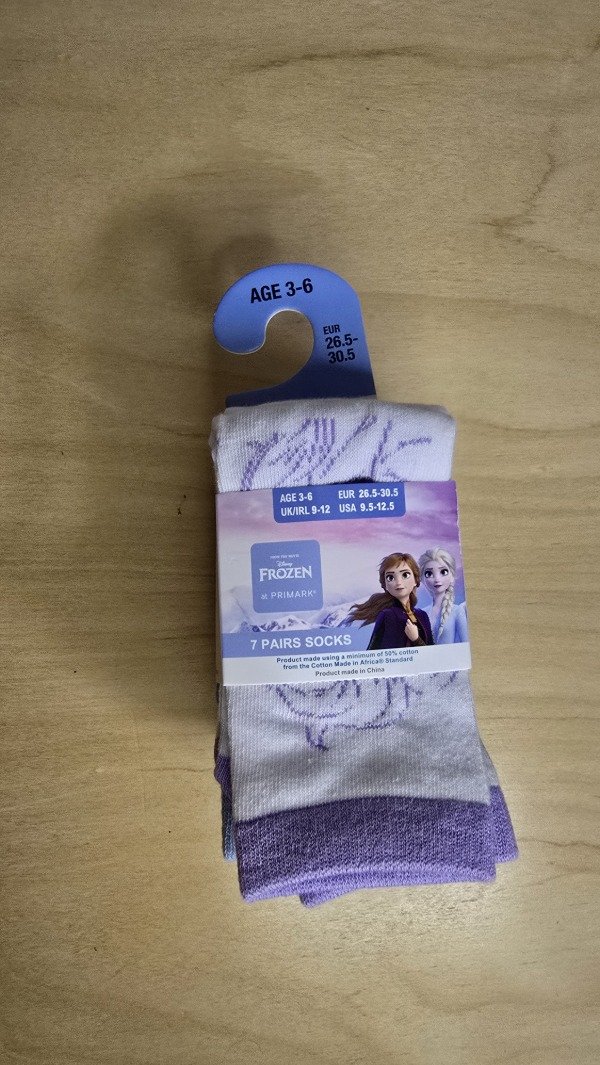 AGE 3-6
EUR
26.5-
30.5
AGE 3-6 EUR 26.5-30.5
UK/IRL 9-12 USA 9.5-12.5
FROM THE MOVIE
Disney
FROZEN
at PRIMARK®
7 PAIRS SOCKS
Product made using a minimum of 50% cotton
from the Cotton Made in Africa® Standard
Product made in China